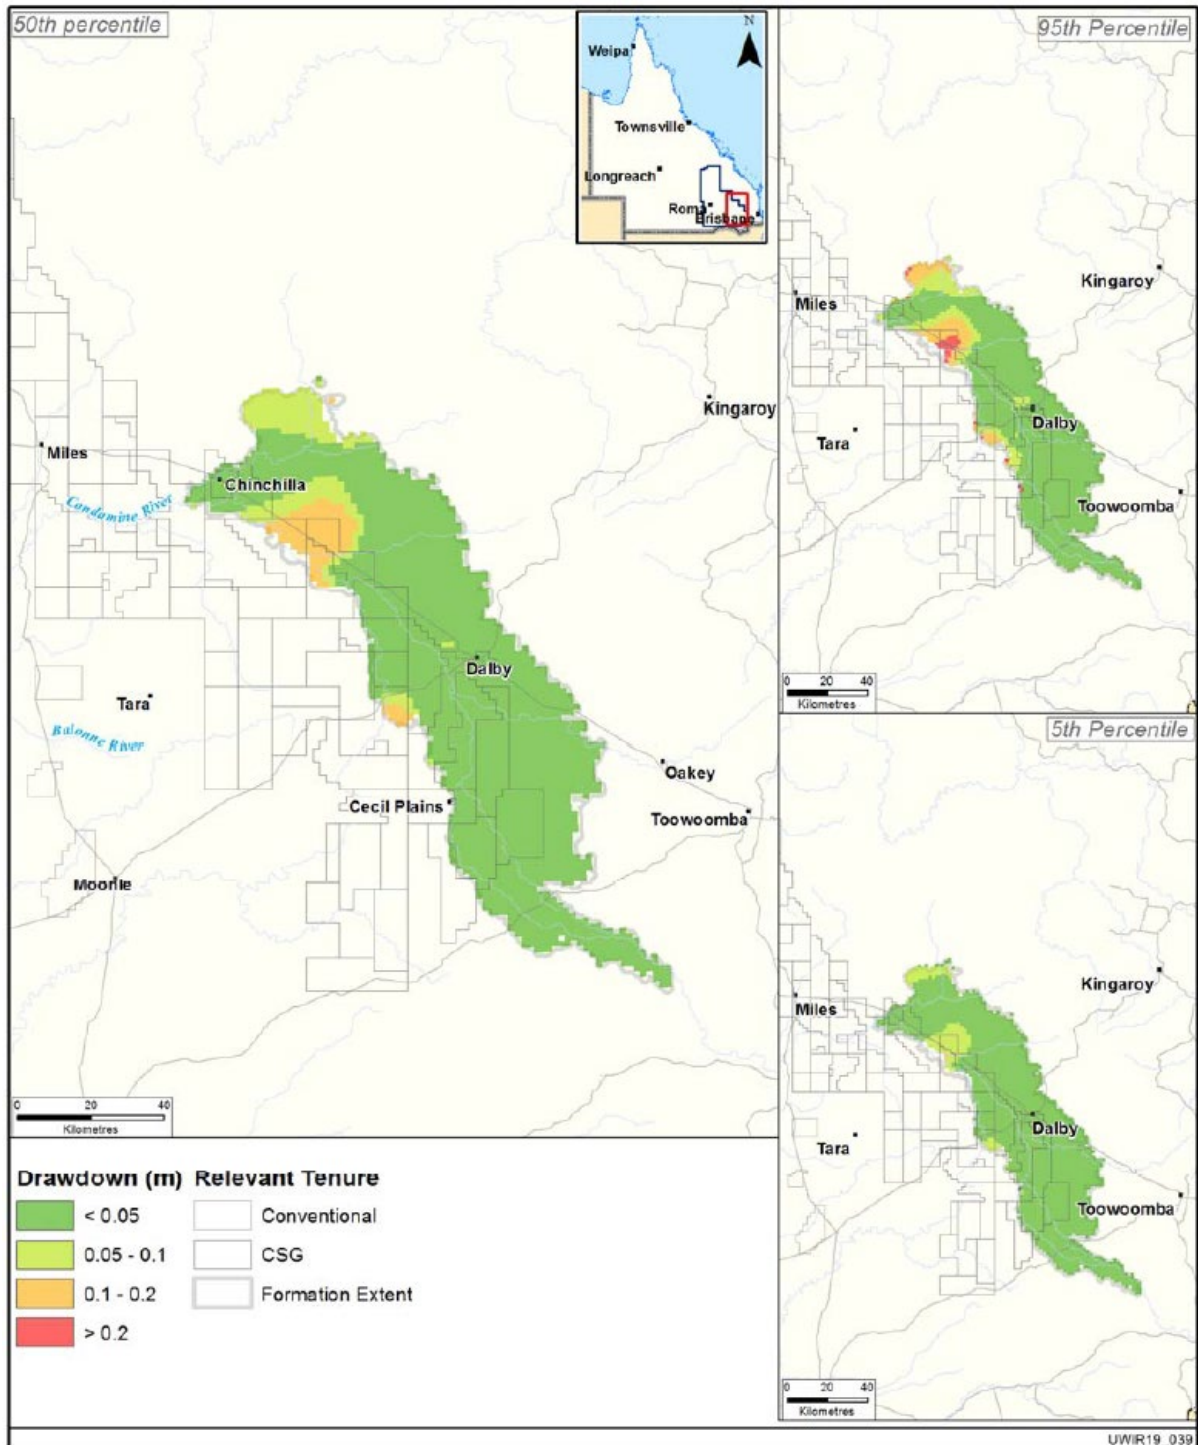 50th percentile
N
Weipa
Townsville
Longreach
Roma
Brisbane
Kingaroy
Miles
Chinchilla
Condamine River
Dalby
Tara
Balonne River
Oakey
Cecil Plains
Toowoomba
Moonie
0 20 40
Kilometres
95th Percentile
Kingaroy
Miles
Dalby
Tara
Toowoomba
0 20 40
Kilometres
5th Percentile
Kingaroy
Miles
Dalby
Tara
Toowoomba
0 20 40
Kilometres
Drawdown (m) Relevant Tenure
< 0.05 Conventional
0.05 - 0.1 CSG
0.1 - 0.2 Formation Extent
> 0.2
UWIR19_039